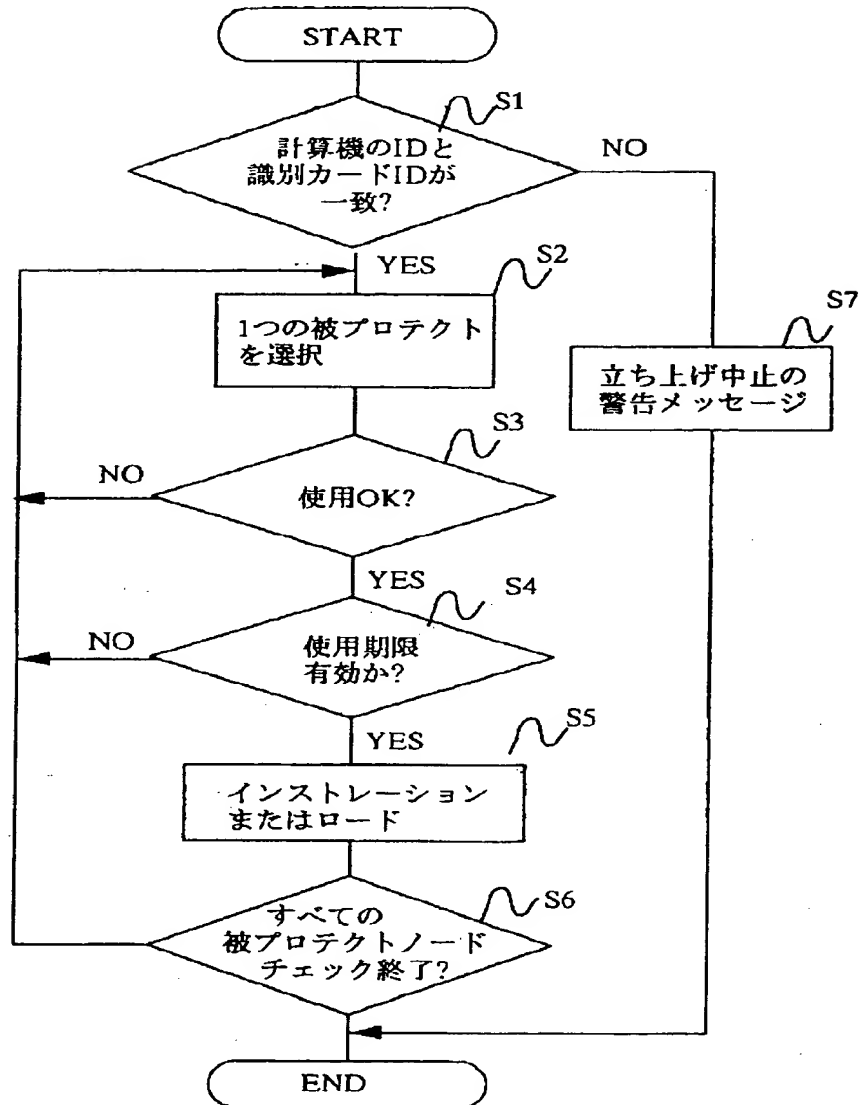 START
S1
計算機のIDと
識別カードIDが
一致?
NO
YES
S2
1つの被プロテクト
を選択
S7
立ち上げ中止の
警告メッセージ
S3
NO
使用OK?
YES
S4
NO
使用期限
有効か?
YES
S5
インストレーション
またはロード
S6
すべての
被プロテクトノード
チェック終了?
END